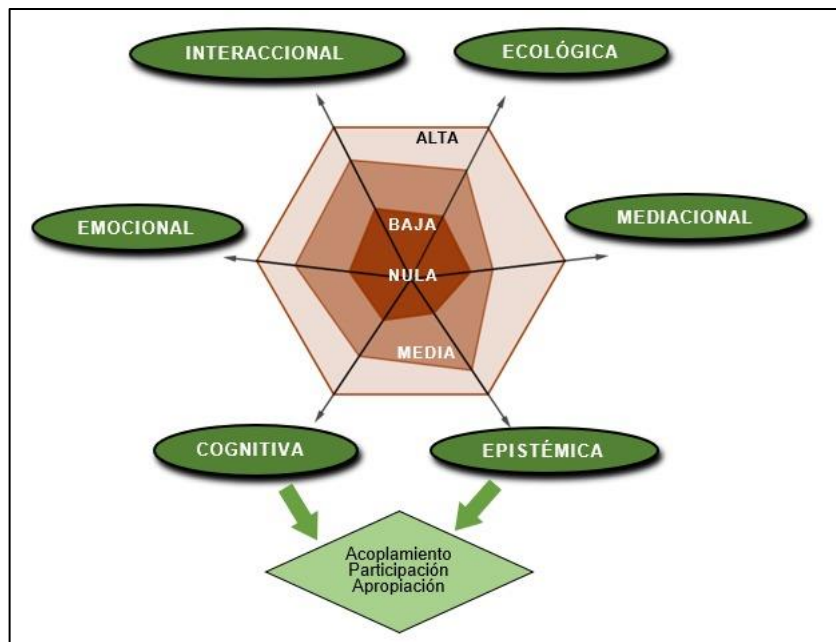 INTERACCIONAL
ECOLÓGICA
ALTA
EMOCIONAL
BAJA
MEDIACIONAL
NULA
MEDIA
COGNITIVA
EPISTÉMICA
Acoplamiento
Participación
Apropiación